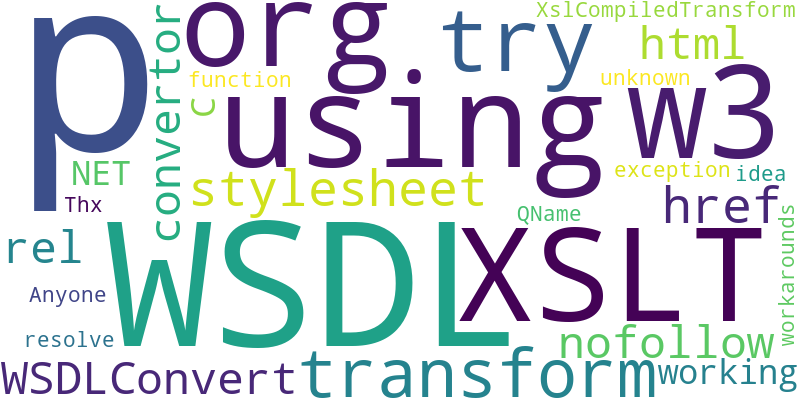 p
org
try
XslCompiledTransform
html
convertor
function
c
using
unknown
w3
NET
stylesheet
exception
idea
Thx
QName
href
rel
WSDL
XSLT
workarounds
Anyone
resolve
nofollow
WSDLConvert
transform
working